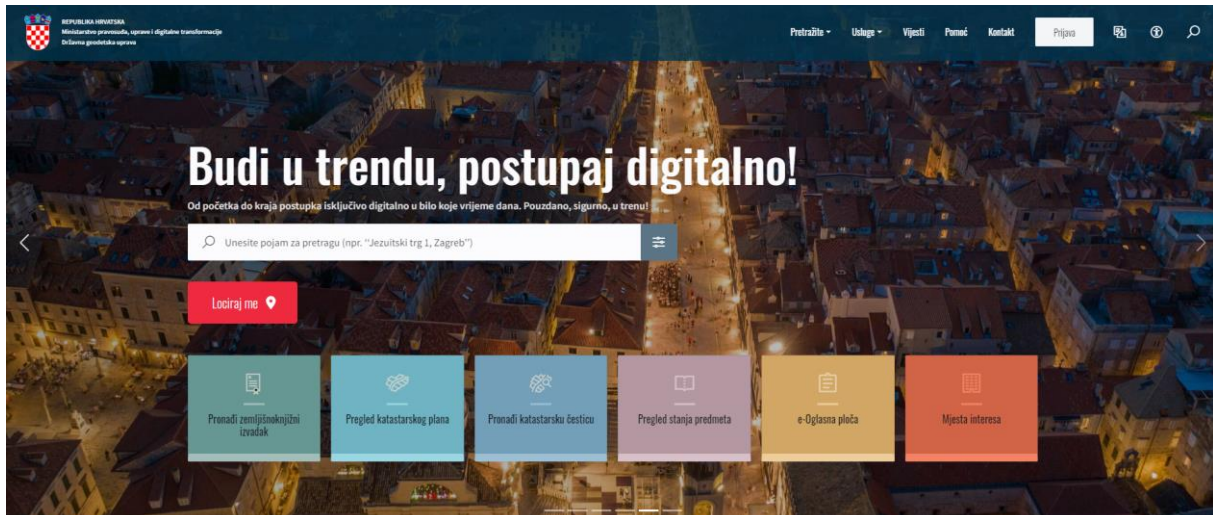 REPUBLIKA HRVATSKA
Ministarstvo pravosuđa, uprave i digitalne transformacije
Državna geodetska uprava
Pretražite
Usluge
Vijesti
Pomoć
Kontakt
Prijava
Budi u trendu, postupaj digitalno!
Od početka do kraja postupka isključivo digitalno u bilo koje vrijeme dana. Pouzdano, sigurno, u trenu!
Unesite pojam za pretragu (npr. "Jezuitski trg 1, Zagreb")
Lociraj me
Pronađi zemljišnoknjižni
izvadak
Pregled katastarskog plana
Pronađi katastarsku česticu
Pregled stanja predmeta
e-Oglasna ploča
Mjesta interesa